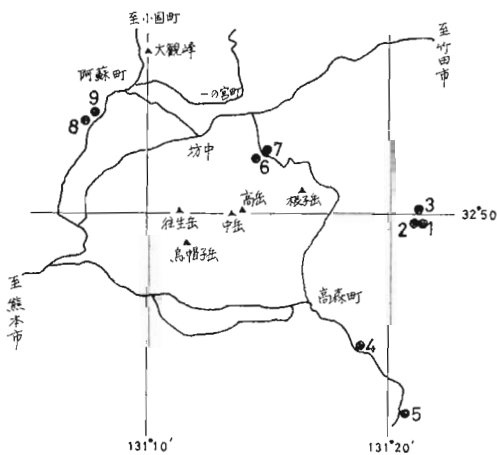 至小国町
▲大観峰
至竹田市
阿蘇町
一の宮町
9
8
坊中
7
6
根子岳
高岳
往生岳
中岳
3
32°50
2
1
烏帽子岳
至熊本市
高森町
4
5
131°10'
131°20'